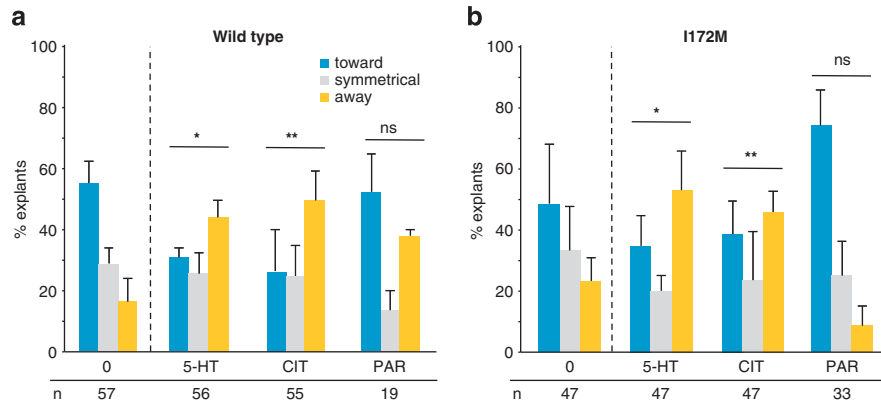 a
Wild type
% explants
100
80
60
40
20
0
toward
symmetrical
away
*
**
ns
0 5-HT CIT PAR
n 57 56 55 19
b
I172M
% explants
100
80
60
40
20
0
*
**
ns
0 5-HT CIT PAR
n 47 47 47 33